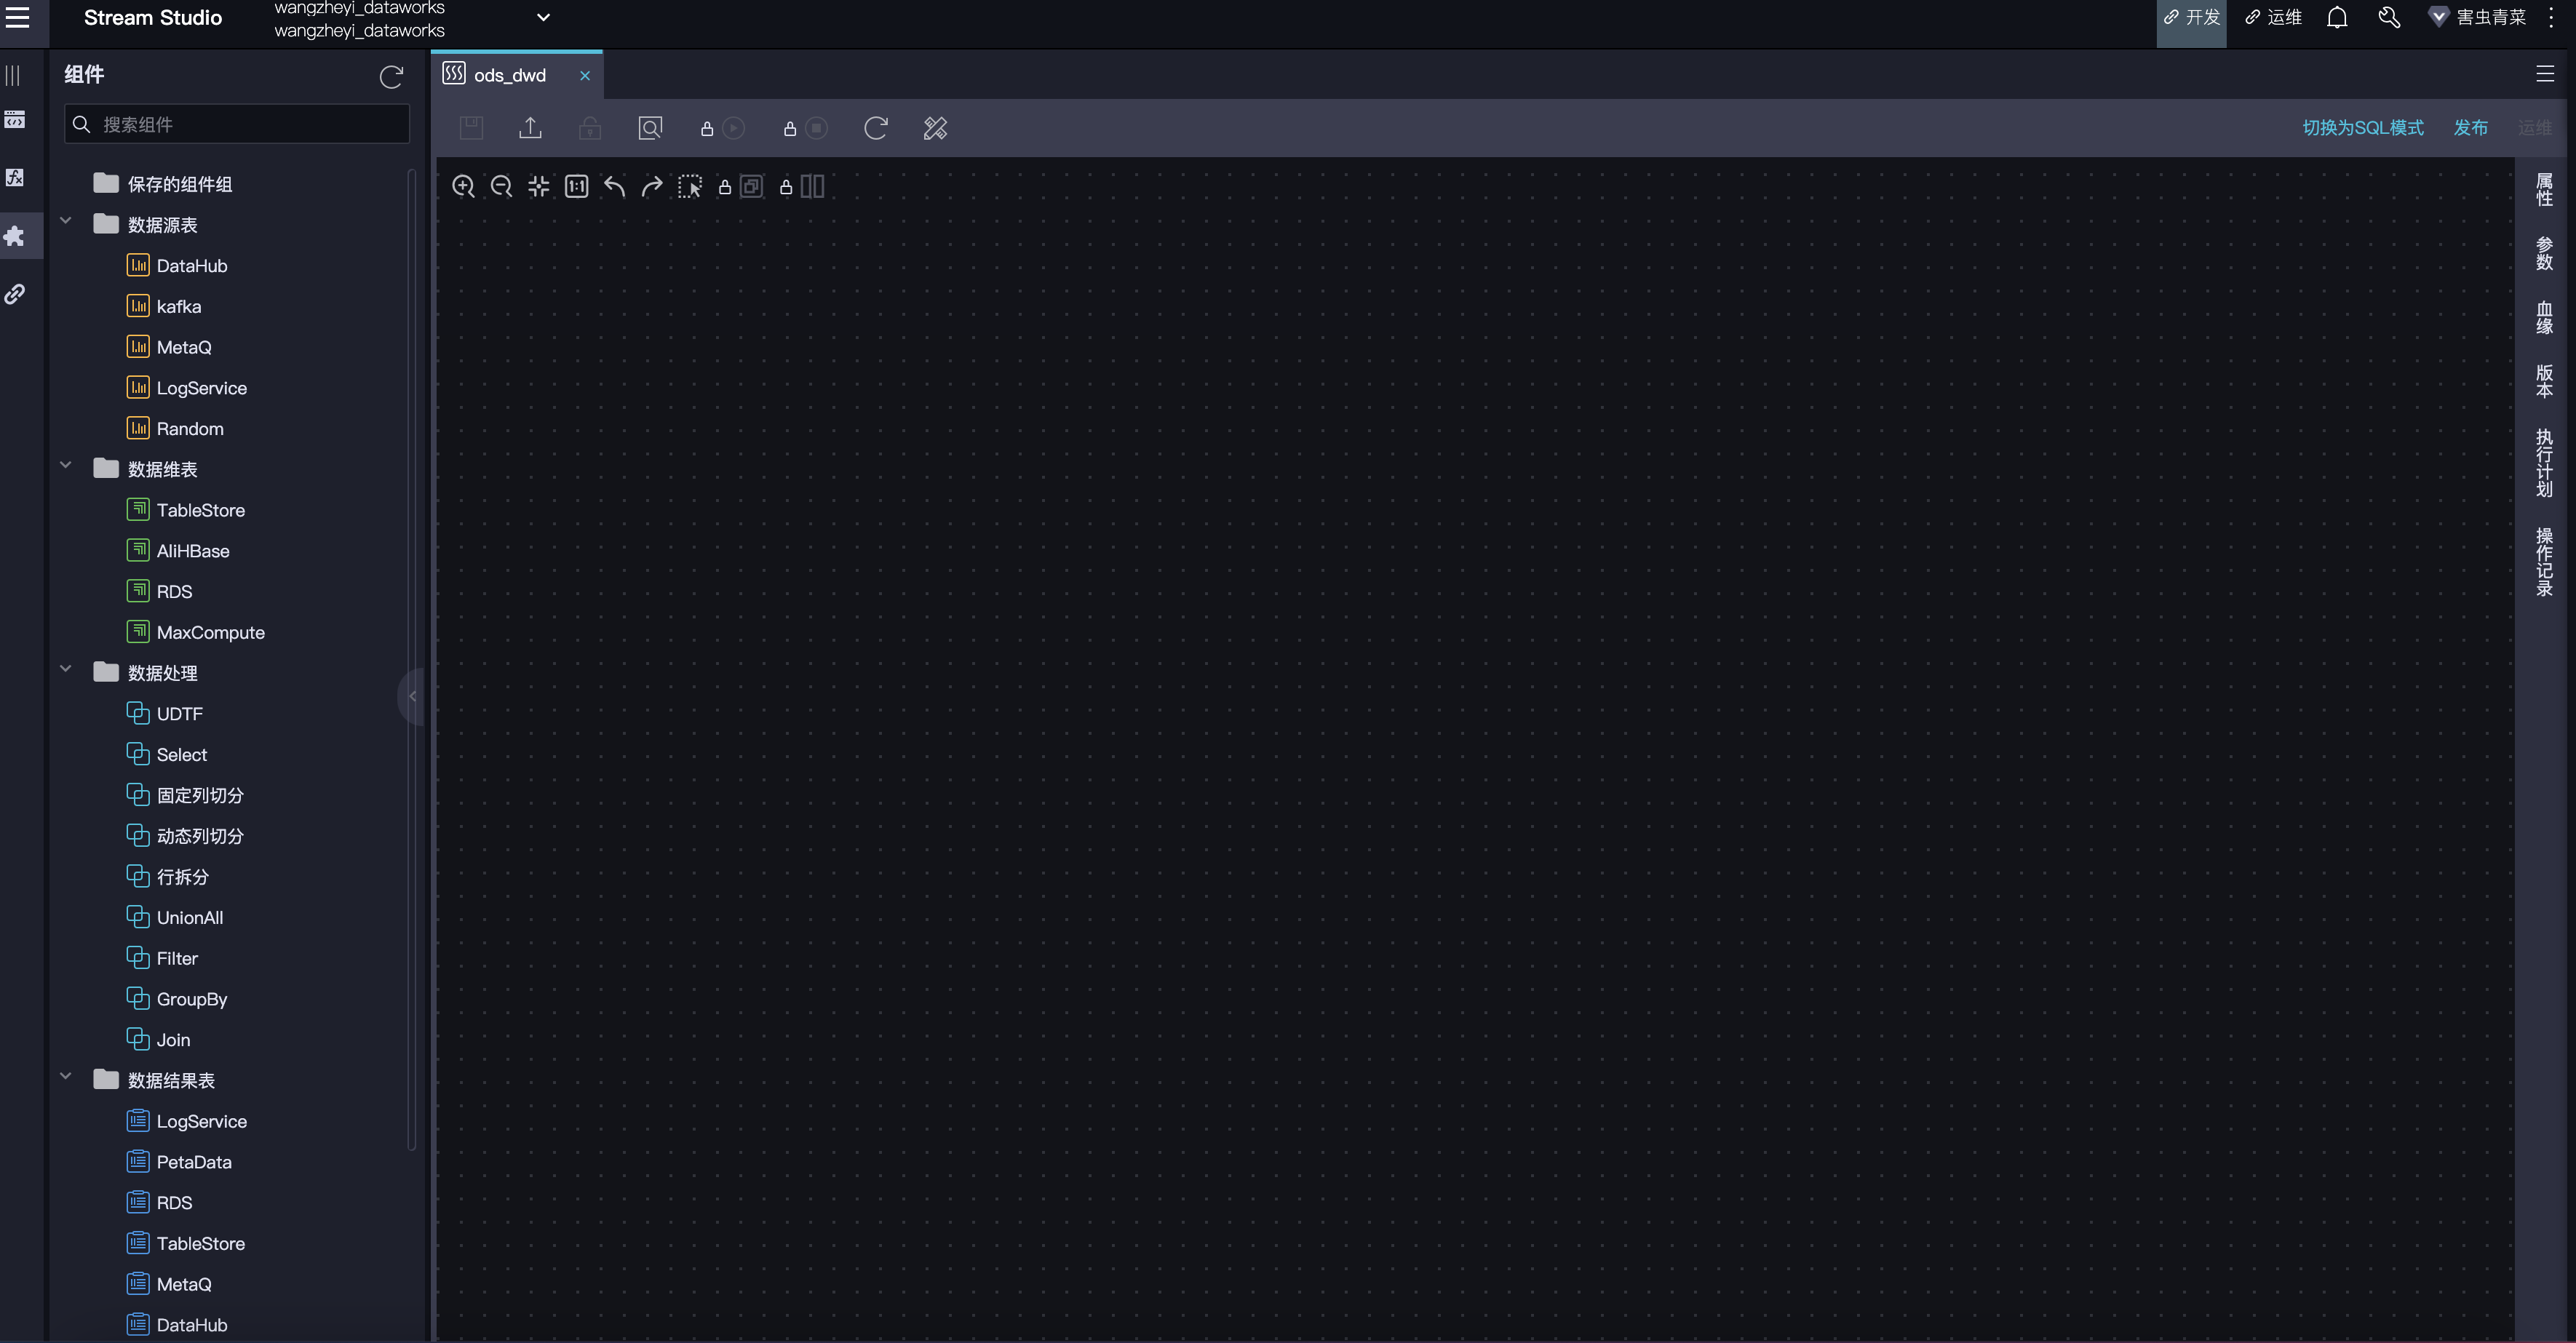 Stream Studio
wangzheyi_dataworks
wangzheyi_dataworks
开发
运维
害虫青菜
组件
搜索组件
保存的组件组
数据源表
DataHub
kafka
MetaQ
LogService
Random
数据维表
TableStore
AliHBase
RDS
MaxCompute
数据处理
UDTF
Select
固定列切分
动态列切分
行拆分
UnionAll
Filter
GroupBy
Join
数据结果表
LogService
PetaData
RDS
TableStore
MetaQ
DataHub
ods_dwd
切换为SQL模式
发布
运维
1:1
属性
参数
血缘
版本
执行计划
操作记录